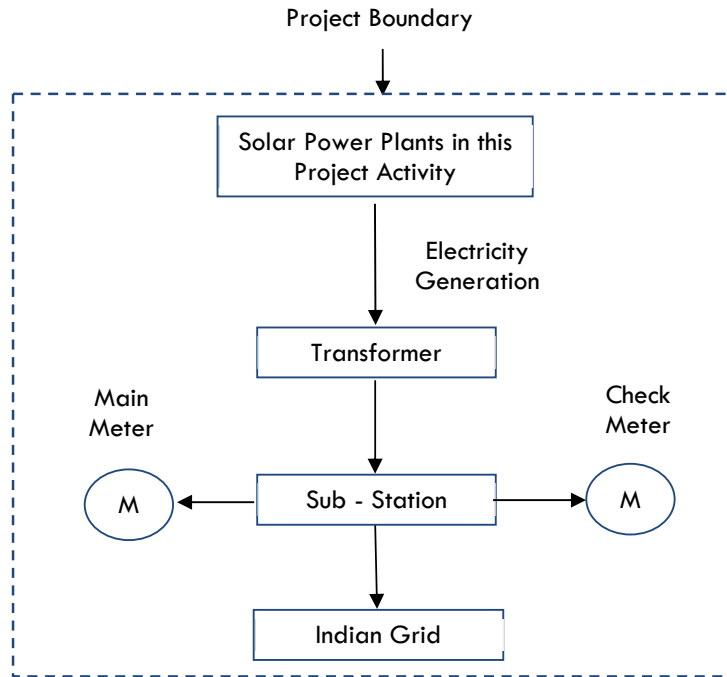 Project Boundary
Solar Power Plants in this
Project Activity
Electricity
Generation
Transformer
Main
Meter
Check
Meter
M
Sub - Station
M
Indian Grid